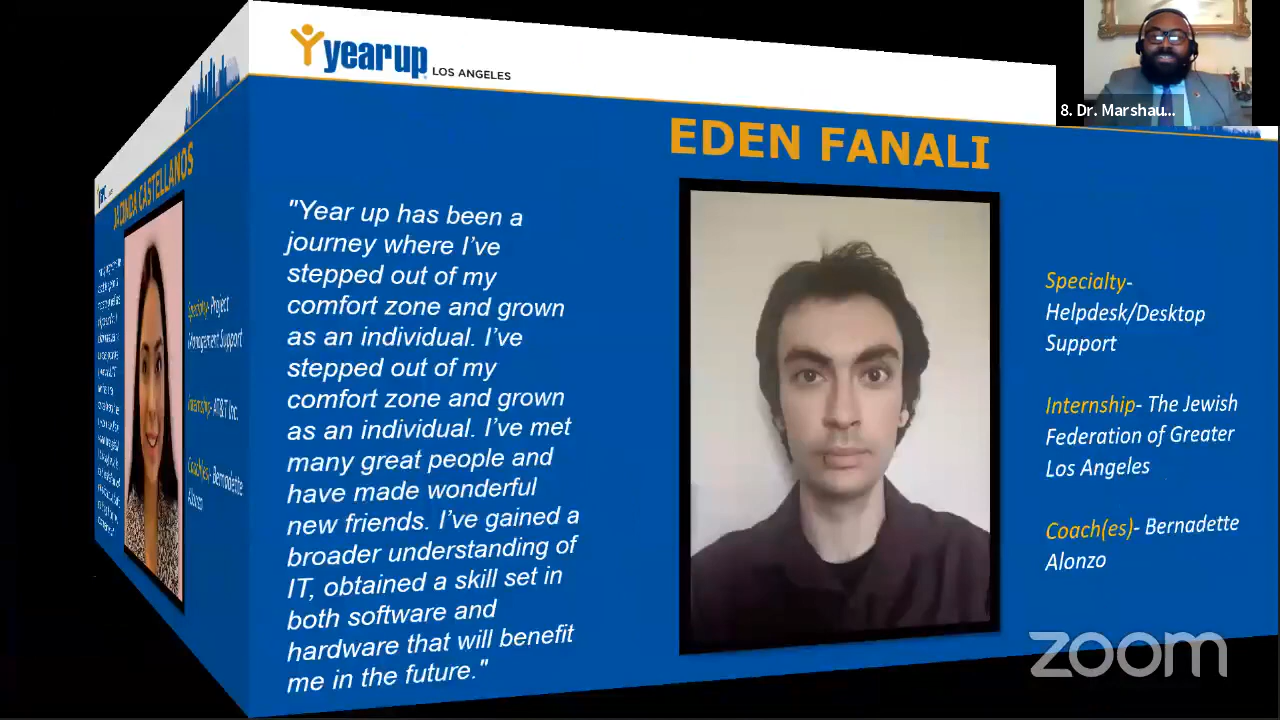 yearup LOS ANGELES
8. Dr. Marshau...
JACINDA CASTELLANOS
Specialty- Project
Management Support
Internship- AT&T Inc.
Coach(es)- Bernadette
Alonzo
EDEN FANALI
"Year up has been a
journey where I've
stepped out of my
comfort zone and grown
as an individual. I've
stepped out of my
comfort zone and grown
as an individual. I've met
many great people and
have made wonderful
new friends. I've gained a
broader understanding of
IT, obtained a skill set in
both software and
hardware that will benefit
me in the future."
Specialty-
Helpdesk/Desktop
Support
Internship- The Jewish
Federation of Greater
Los Angeles
Coach(es)- Bernadette
Alonzo
zoom